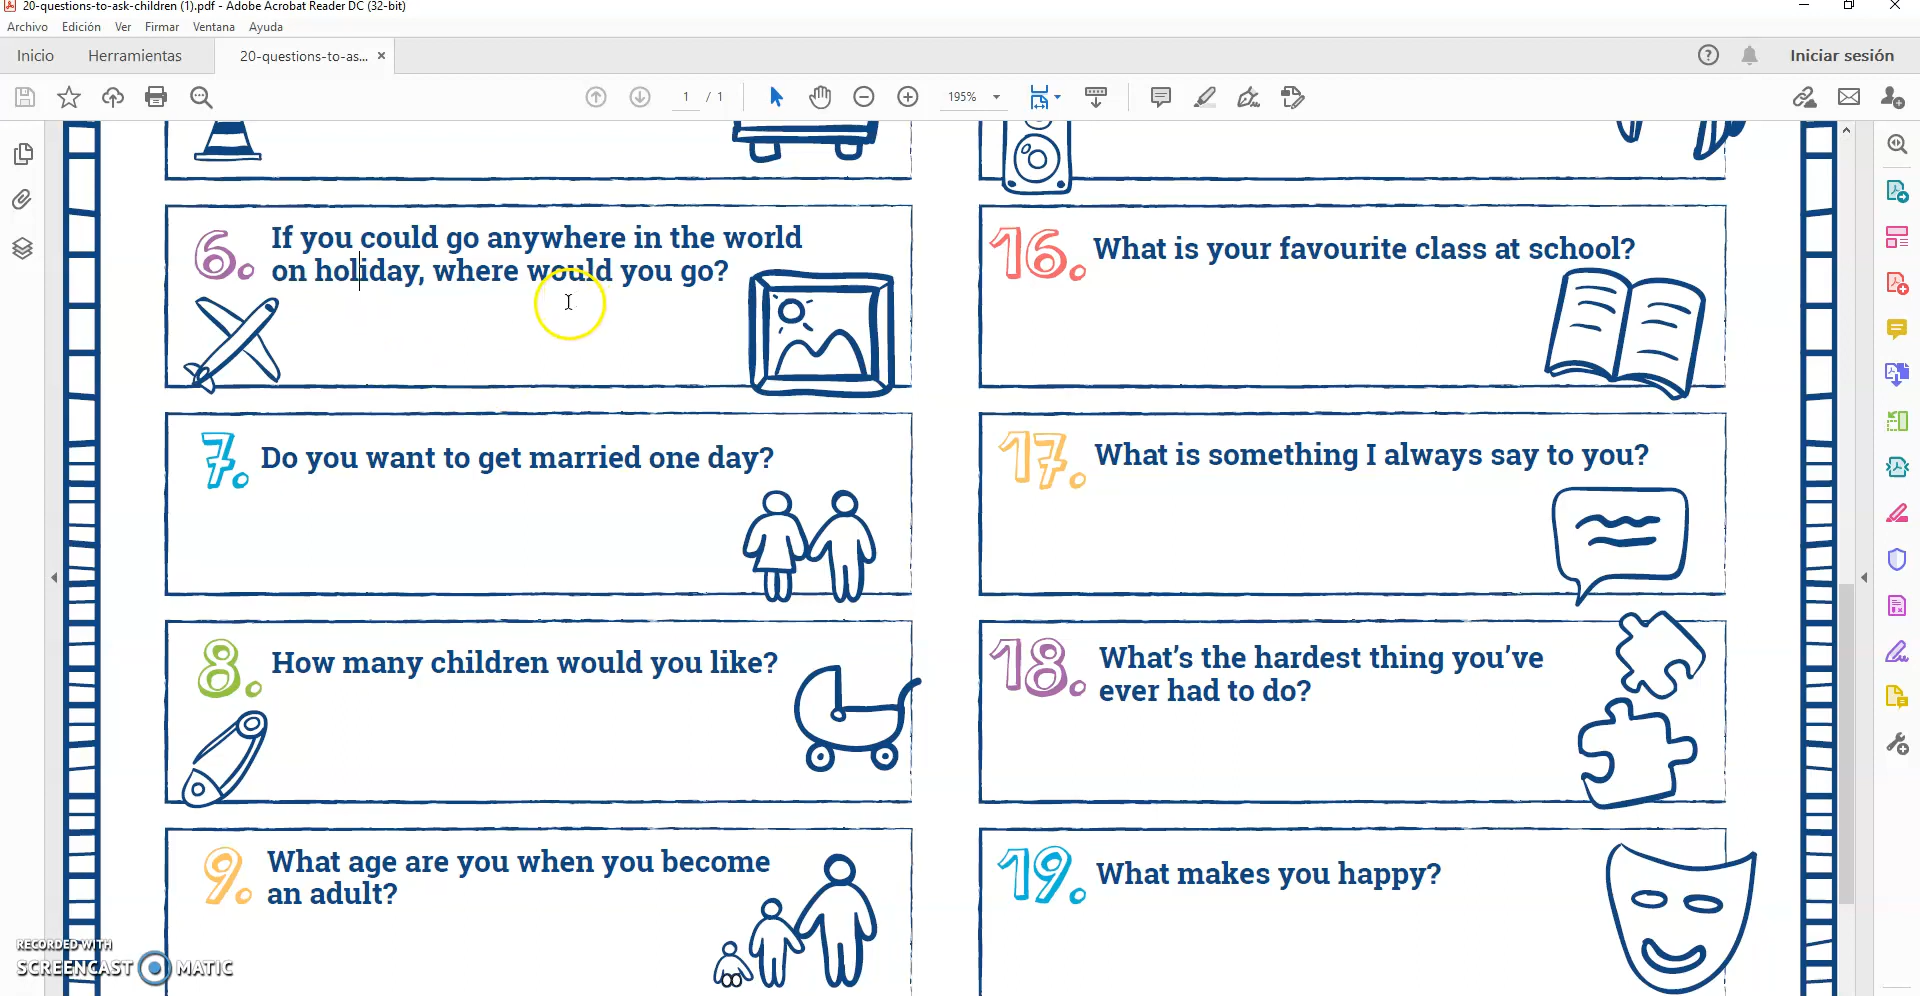 20-questions-to-ask-children (1).pdf - Adobe Acrobat Reader DC (32-bit)
Archivo Edición Ver Firmar Ventana Ayuda
Inicio Herramientas 20-questions-to-as... × Iniciar sesión
1 / 1 195%
6. If you could go anywhere in the world
on holiday, where would you go?
7. Do you want to get married one day?
8. How many children would you like?
9. What age are you when you become
an adult?
16. What is your favourite class at school?
17. What is something I always say to you?
18. What's the hardest thing you've
ever had to do?
19. What makes you happy?
RECORDED WITH
SCREENCAST MATIC